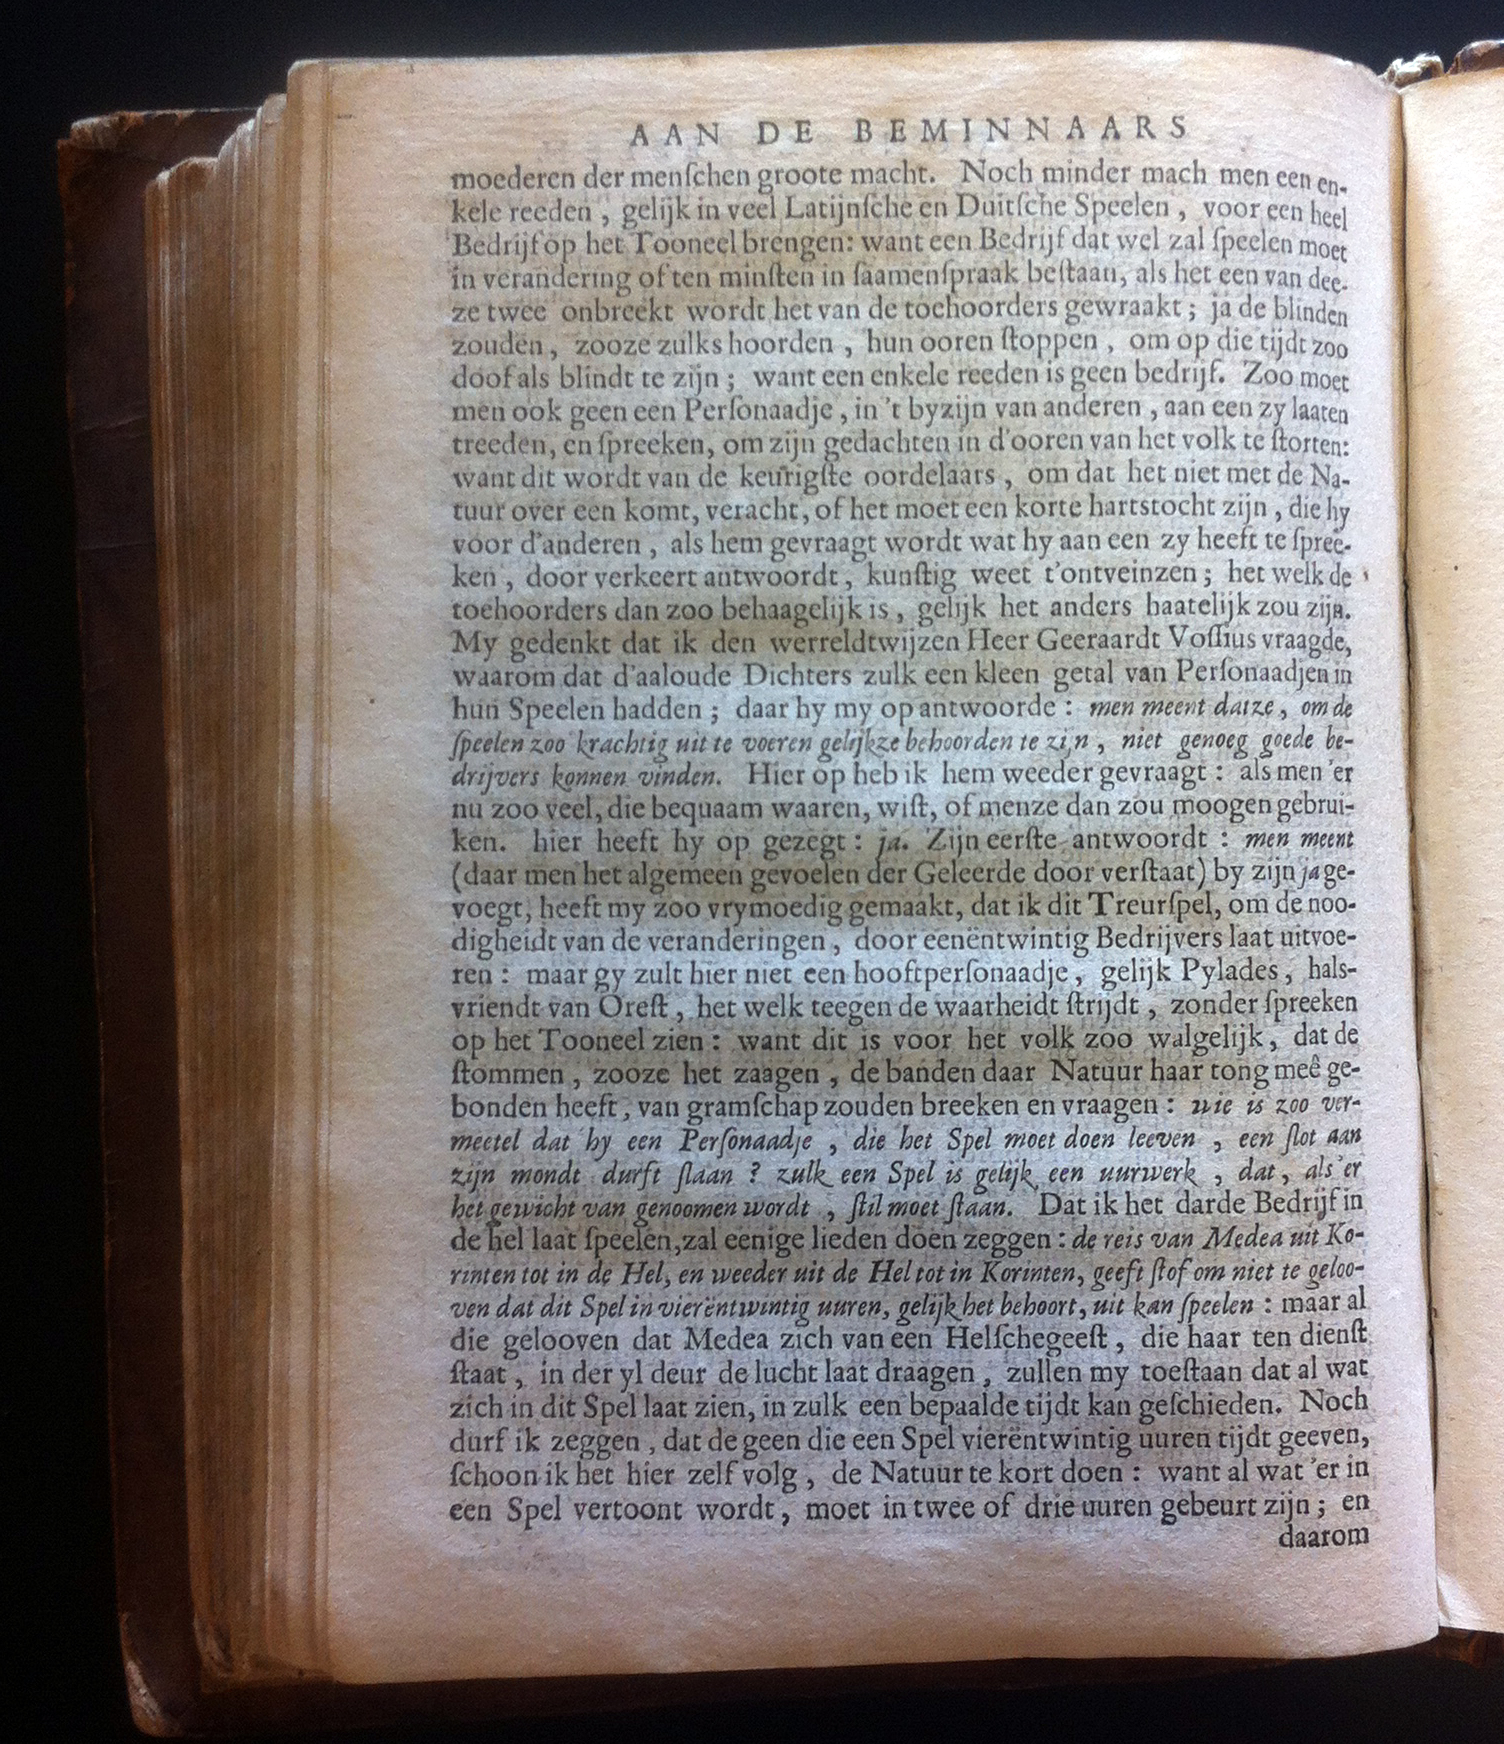 AAN DE BEMINNAARS
moederen der menſchen groote macht. Noch minder mach men een en-
kele reeden, gelijk in veel Latijnſche en Duitſche Speelen, voor een heel
Bedrijf op het Tooneel brengen: want een Bedrijf dat wel zal ſpeelen moet
in verandering of ten minſten in ſaamenſpraak beſtaan, als het een van dee-
ze twee onbreekt wordt het van de toehoorders gewraakt; ja de blinden
zouden, zooze zulks hoorden, hun ooren ſtoppen, om op die tijdt zoo
doof als blindt te zijn; want een enkele reeden is geen bedrijf. Zoo moet
men ook geen een Perſonaadje, in 't byzijn van anderen, aan een zy laaten
treeden, en ſpreeken, om zijn gedachten in d'ooren van het volk te ſtorten:
want dit wordt van de keurigſte oordelaars, om dat het niet met de Na-
tuur over een komt, veracht, of het moet een korte hartstocht zijn, die hy
voor d'anderen, als hem gevraagt wordt wat hy aan een zy heeft te ſpree-
ken, door verkeert antwoordt, kunſtig weet t'ontveinzen; het welk de
toehoorders dan zoo behaagelijk is, gelijk het anders haatelijk zou zijn.
My gedenkt dat ik den werreldtwijzen Heer Geeraardt Voſſius vraagde,
waarom dat d'aaloude Dichters zulk een kleen getal van Perſonaadjen in
hun Speelen hadden; daar hy my op antwoorde: men meent datze, om de
ſpeelen zoo krachtig uit te voeren gelijkze behoorden te zijn, niet genoeg goede be-
drijvers konnen vinden. Hier op heb ik hem weeder gevraagt: als men 'er
nu zoo veel, die bequaam waaren, wiſt, of menze dan zou moogen gebrui-
ken. hier heeft hy op gezegt: ja. Zijn eerſte antwoordt: men meent
(daar men het algemeen gevoelen der Geleerde door verſtaat) by zijn ja ge-
voegt, heeft my zoo vrymoedig gemaakt, dat ik dit Treurſpel, om de noo-
digheidt van de veranderingen, door eenëntwintig Bedrijvers laat uitvoe-
ren: maar gy zult hier niet een hooftperſonaadje, gelijk Pylades, hals-
vriendt van Oreſt, het welk teegen de waarheidt ſtrijdt, zonder ſpreeken
op het Tooneel zien: want dit is voor het volk zoo walgelijk, dat de
ſtommen, zooze het zaagen, de banden daar Natuur haar tong meê ge-
bonden heeft, van gramſchap zouden breeken en vraagen: wie is zoo ver-
meetel dat hy een Perſonaadje, die het Spel moet doen leeven, een ſlot aan
zijn mondt durft ſlaan? zulk een Spel is gelijk een uurwerk, dat, als 'er
het gewicht van genoomen wordt, ſtil moet ſtaan. Dat ik het darde Bedrijf in
de hel laat ſpeelen, zal eenige lieden doen zeggen: de reis van Medea uit Ko-
rinten tot in de Hel, en weeder uit de Hel tot in Korinten, geeft ſtof om niet te geloo-
ven dat dit Spel in vierëntwintig uuren, gelijk het behoort, uit kan ſpeelen: maar al
die gelooven dat Medea zich van een Helſchegeeſt, die haar ten dienſt
ſtaat, in der yl deur de lucht laat draagen, zullen my toeſtaan dat al wat
zich in dit Spel laat zien, in zulk een bepaalde tijdt kan geſchieden. Noch
durf ik zeggen, dat de geen die een Spel vierëntwintig uuren tijdt geeven,
ſchoon ik het hier zelf volg, de Natuur te kort doen: want al wat 'er in
een Spel vertoont wordt, moet in twee of drie uuren gebeurt zijn; en
daarom